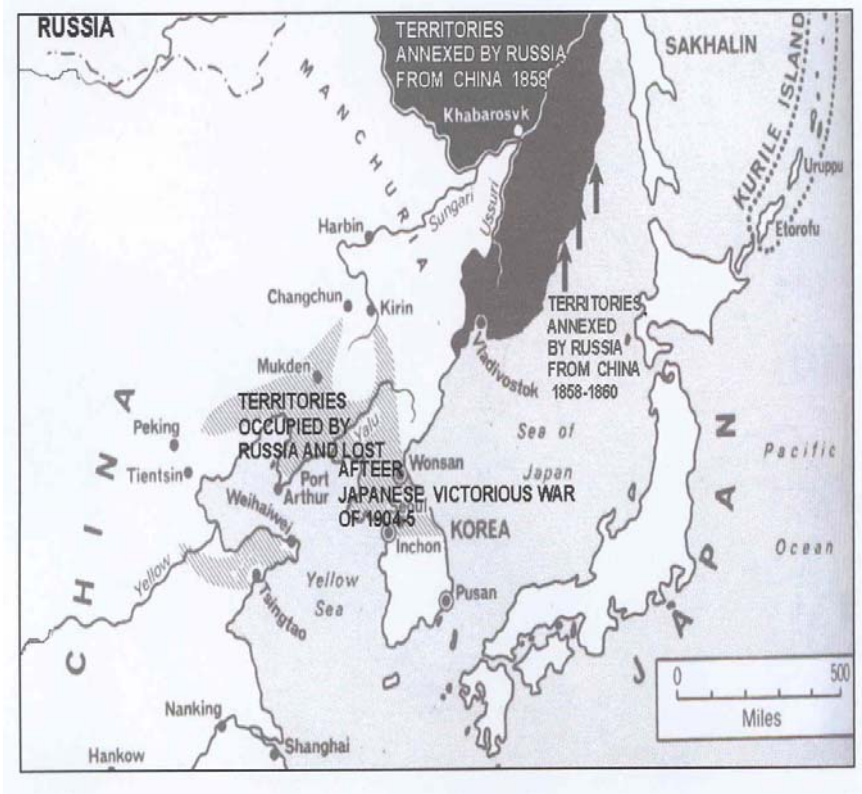 RUSSIA
TERRITORIES
ANNEXED BY RUSSIA
FROM CHINA 1858
SAKHALIN
MANCHURIA
Khabarosvk
KURILE ISLAND
Uruppu
Etorofu
Sungari
Ussuri
Harbin
Changchun
Kirin
TERRITORIES
ANNEXED
BY RUSSIA
FROM CHINA
1858-1860
Vladivostok
Mukden
TERRITORIES
OCCUPIED BY
RUSSIA AND LOST
AFTEER
JAPANESE VICTORIOUS WAR
OF 1904-5
Yalu
Peking
Tientsin
Port
Arthur
Wonsan
Sea of
Japan
Pacific
Ocean
CHINA
JAPAN
Weihaiwei
KOREA
Inchon
Yellow
Yellow
Sea
Tsingtao
Pusan
0 500
Miles
Nanking
Shanghai
Hankow